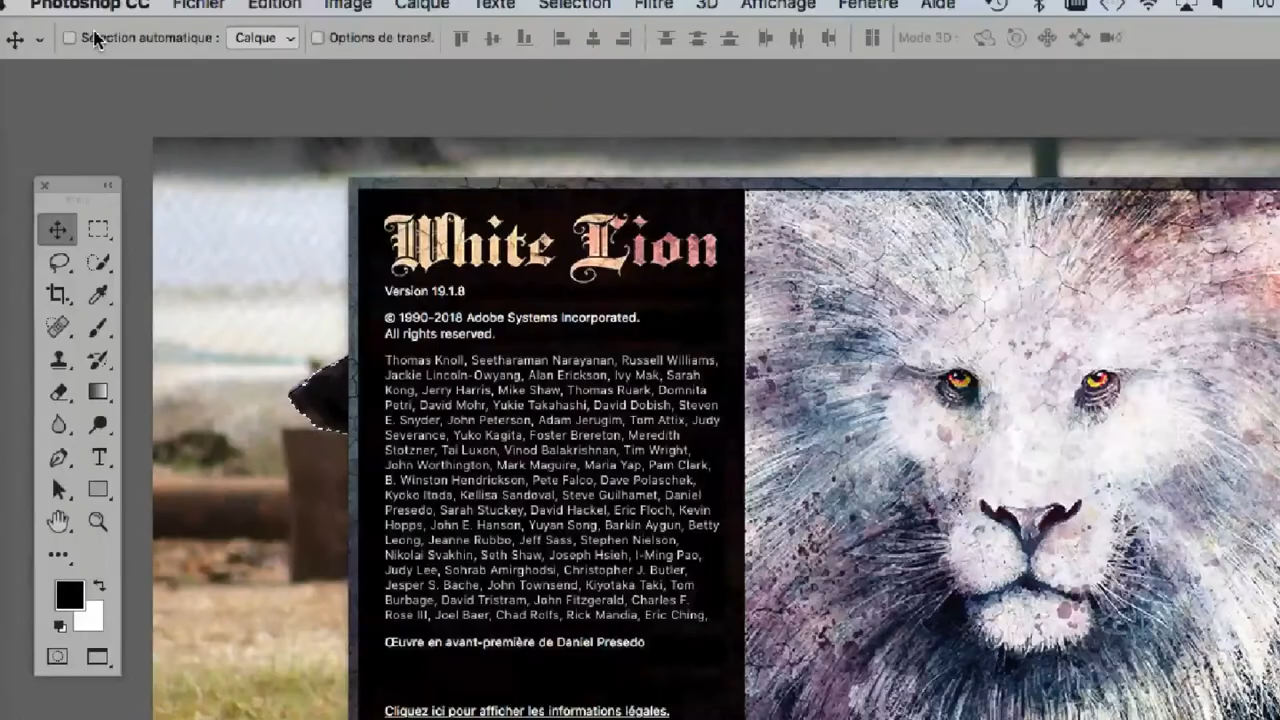 Photoshop CC Fichier Edition Image Calque Texte Sélection Filtre 3D Affichage Fenêtre Aide 100
Sélection automatique : Calque Options de transf. Mode 3D :
White Lion
Version 19.1.8
© 1990-2018 Adobe Systems Incorporated.
All rights reserved.
Thomas Knoll, Seetharaman Narayanan, Russell Williams,
Jackie Lincoln-Owyang, Alan Erickson, Ivy Mak, Sarah
Kong, Jerry Harris, Mike Shaw, Thomas Ruark, Domnita
Petri, David Mohr, Yukie Takahashi, David Dobish, Steven
E. Snyder, John Peterson, Adam Jerugim, Tom Attix, Judy
Severance, Yuko Kagita, Foster Brereton, Meredith
Stotzner, Tai Luxon, Vinod Balakrishnan, Tim Wright,
John Worthington, Mark Maguire, Maria Yap, Pam Clark,
B. Winston Hendrickson, Pete Falco, Dave Polaschek,
Kyoko Itoda, Kellisa Sandoval, Steve Guilhamet, Daniel
Presedo, Sarah Stuckey, David Hackel, Eric Floch, Kevin
Hopps, John E. Hanson, Yuyan Song, Barkin Aygun, Betty
Leong, Jeanne Rubbo, Jeff Sass, Stephen Nielson,
Nikolai Svakhin, Seth Shaw, Joseph Hsieh, I-Ming Pao,
Judy Lee, Sohrab Amirghodsi, Christopher J. Butler,
Jesper S. Bache, John Townsend, Kiyotaka Taki, Tom
Burbage, David Tristram, John Fitzgerald, Charles F.
Rose III, Joel Baer, Chad Rolfs, Rick Mandia, Eric Ching,
Œuvre en avant-première de Daniel Presedo
Cliquez ici pour afficher les informations légales.
T